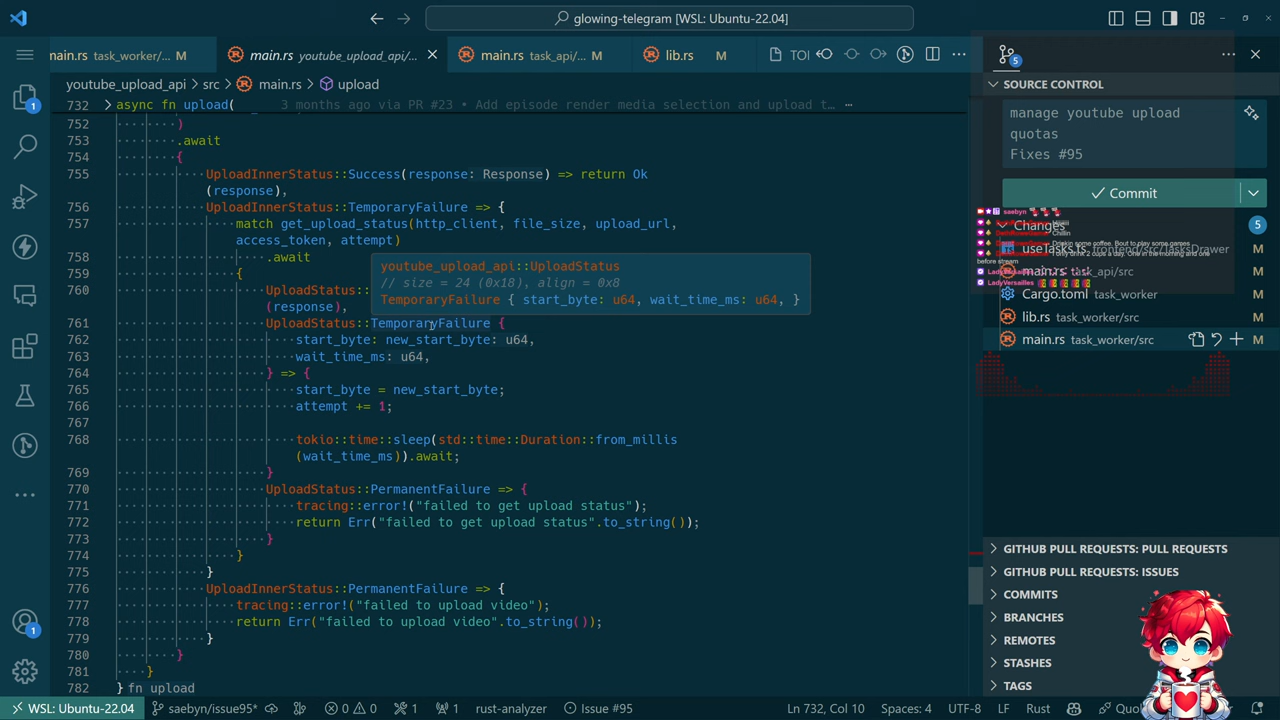 glowing-telegram [WSL: Ubuntu-22.04]
main.rs task_worker/src M
main.rs youtube_upload_api/...
main.rs task_api/... M
lib.rs M
TO!
youtube_upload_api > src > main.rs > upload
SOURCE CONTROL
manage youtube upload
quotas
Fixes #95
Commit
Changes 5
useTasks.ts frontend/src/TasksDrawer
main.rs task_api/src M
Cargo.toml task_worker M
lib.rs task_worker/src M
main.rs task_worker/src M
saebyn
Chillin
before stream
732 async fn upload( 3 months ago via PR #23 • Add episode render media selection and upload t…
752 )
753 .await
754 {
755 UploadInnerStatus::Success(response: Response) => return Ok
(response),
756 UploadInnerStatus::TemporaryFailure => {
757 match get_upload_status(http_client, file_size, upload_url,
access_token, attempt)
758 .await
759 {
youtube_upload_api::UploadStatus
// size = 24 (0x18), align = 0x8
TemporaryFailure { start_byte: u64, wait_time_ms: u64, }
760 UploadStatus::
(response),
761 UploadStatus::TemporaryFailure {
762 start_byte: new_start_byte: u64,
763 wait_time_ms: u64,
764 } => {
765 start_byte = new_start_byte;
766 attempt += 1;
767
768 tokio::time::sleep(std::time::Duration::from_millis
(wait_time_ms)).await;
769 }
770 UploadStatus::PermanentFailure => {
771 tracing::error!("failed to get upload status");
772 return Err("failed to get upload status".to_string());
773 }
774 }
775 }
776 UploadInnerStatus::PermanentFailure => {
777 tracing::error!("failed to upload video");
778 return Err("failed to upload video".to_string());
779 }
780 }
781 }
782 } fn upload
GITHUB PULL REQUESTS: PULL REQUESTS
GITHUB PULL REQUESTS: ISSUES
COMMITS
BRANCHES
REMOTES
STASHES
TAGS
WSL: Ubuntu-22.04 saebyn/issue95* 0 0 1 1 rust-analyzer Issue #95 Ln 732, Col 10 Spaces: 4 UTF-8 LF Rust